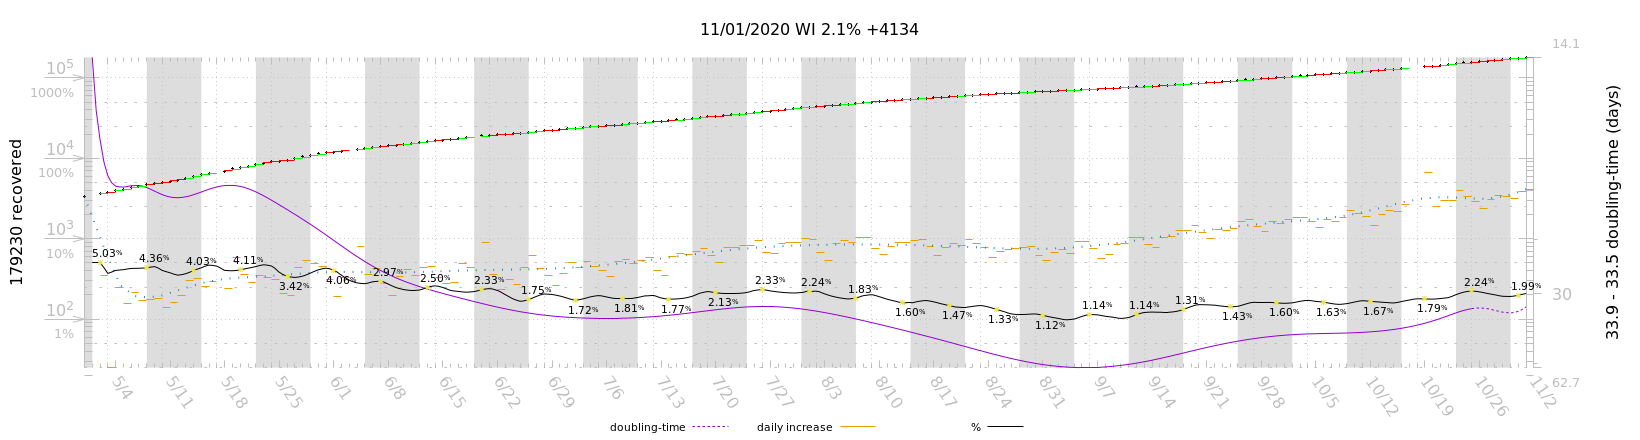 11/01/2020 WI 2.1% +4134
14.1
10⁵
1000%
10⁴
100%
10³
10%
10²
1%
179230 recovered
5.03% 4.36% 4.03% 4.11% 3.42% 4.06% 2.97% 2.50% 2.33% 1.75% 1.72% 1.81% 1.77% 2.13% 2.33% 2.24% 1.83% 1.60% 1.47% 1.33% 1.12% 1.14% 1.14% 1.31% 1.43% 1.60% 1.63% 1.67% 1.79% 2.24% 1.99%
30
33.9 - 33.5 doubling-time (days)
62.7
5/4 5/11 5/18 5/25 6/1 6/8 6/15 6/22 6/29 7/6 7/13 7/20 7/27 8/3 8/10 8/17 8/24 8/31 9/7 9/14 9/21 9/28 10/5 10/12 10/19 10/26 11/2
doubling-time daily increase %